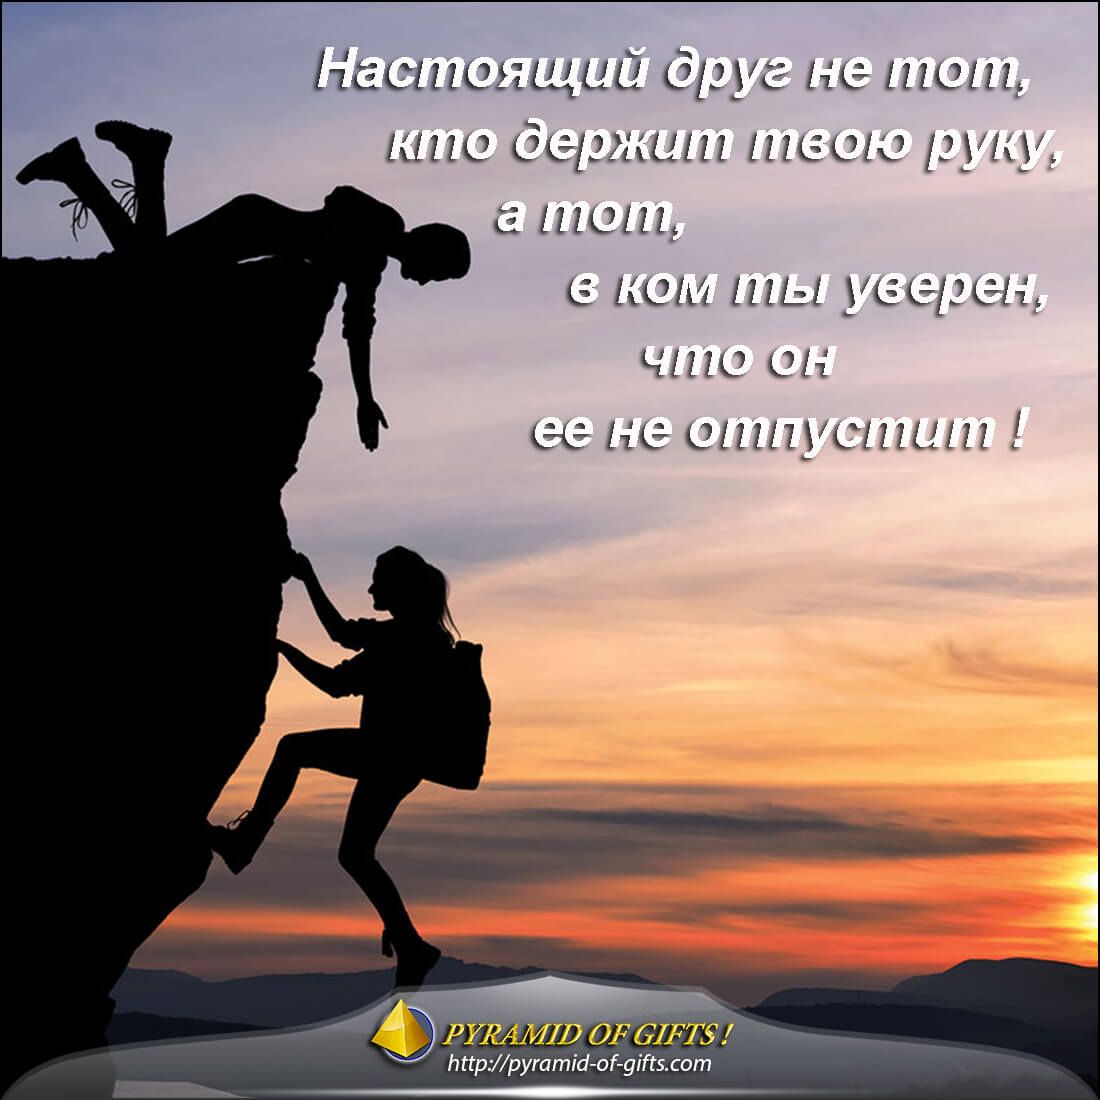 Настоящий друг не тот,
кто держит твою руку,
а тот,
в ком ты уверен,
что он
ее не отпустит !
PYRAMID OF GIFTS !
http://pyramid-of-gifts.com